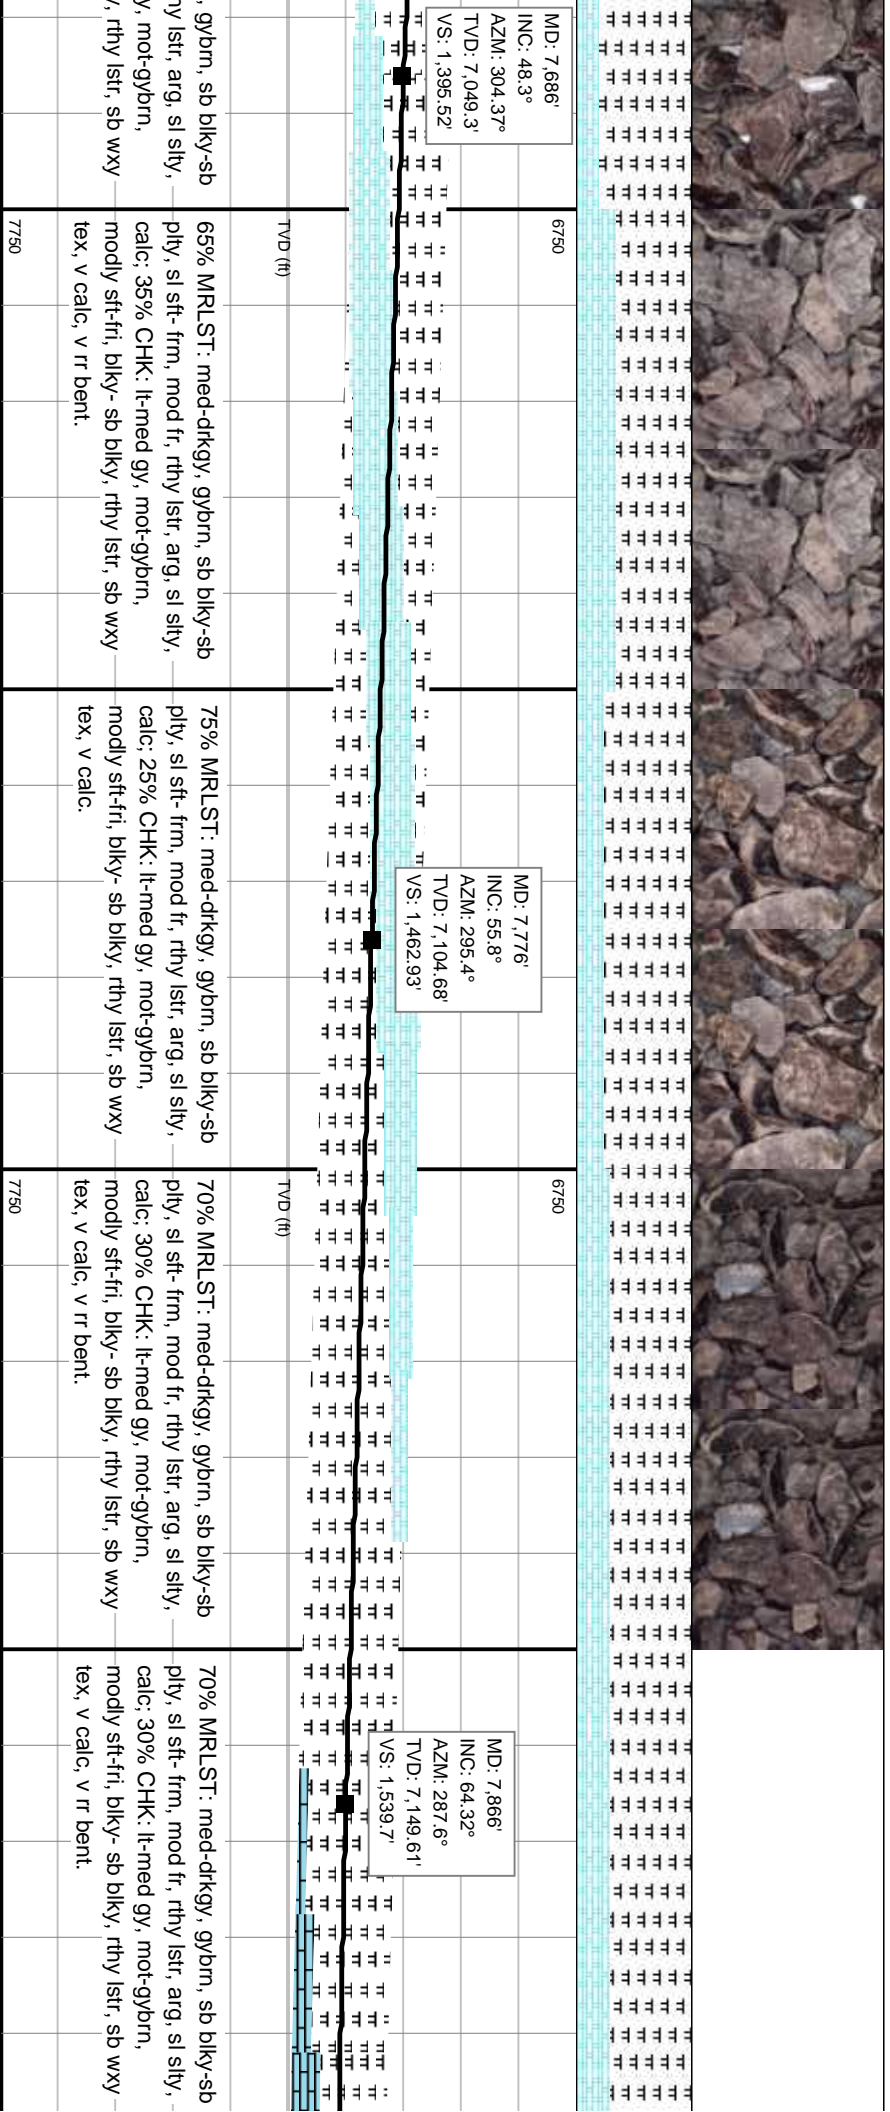 MD: 7,686'
INC: 48.3°
AZM: 304.37°
TVD: 7,049.3'
VS: 1,395.52'
, gybrn, sb blky-sb
rthy lstr, arg, sl slty,
mot-gybrn,
, rthy lstr, sb wxy
6750
TVD (ft)
7750
65% MRLST: med-drkgy, gybrn, sb blky-sb
plty, sl sft- frm, mod fr, rthy lstr, arg, sl slty,
calc; 35% CHK: lt-med gy, mot-gybrn,
modly sft-fri, blky- sb blky, rthy lstr, sb wxy
tex, v calc, v rr bent.
MD: 7,776'
INC: 55.8°
AZM: 295.4°
TVD: 7,104.68'
VS: 1,462.93'
75% MRLST: med-drkgy, gybrn, sb blky-sb
plty, sl sft- frm, mod fr, rthy lstr, arg, sl slty,
calc; 25% CHK: lt-med gy, mot-gybrn,
modly sft-fri, blky- sb blky, rthy lstr, sb wxy
tex, v calc.
6750
TVD (ft)
7750
70% MRLST: med-drkgy, gybrn, sb blky-sb
plty, sl sft- frm, mod fr, rthy lstr, arg, sl slty,
calc; 30% CHK: lt-med gy, mot-gybrn,
modly sft-fri, blky- sb blky, rthy lstr, sb wxy
tex, v calc, v rr bent.
MD: 7,866'
INC: 64.32°
AZM: 287.6°
TVD: 7,149.61'
VS: 1,539.7'
70% MRLST: med-drkgy, gybrn, sb blky-sb
plty, sl sft- frm, mod fr, rthy lstr, arg, sl slty,
calc; 30% CHK: lt-med gy, mot-gybrn,
modly sft-fri, blky- sb blky, rthy lstr, sb wxy
tex, v calc, v rr bent.